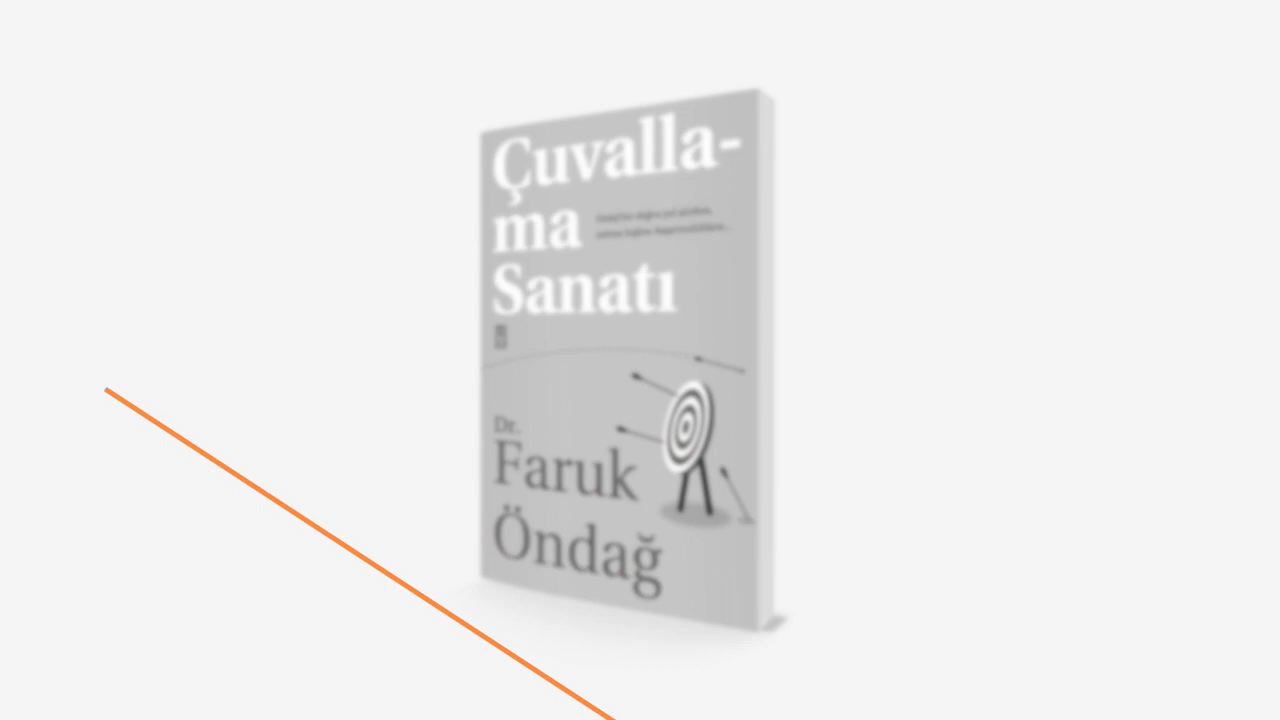 Çuvalla-
ma
Sanatı
Dr.
Faruk
Öndağ